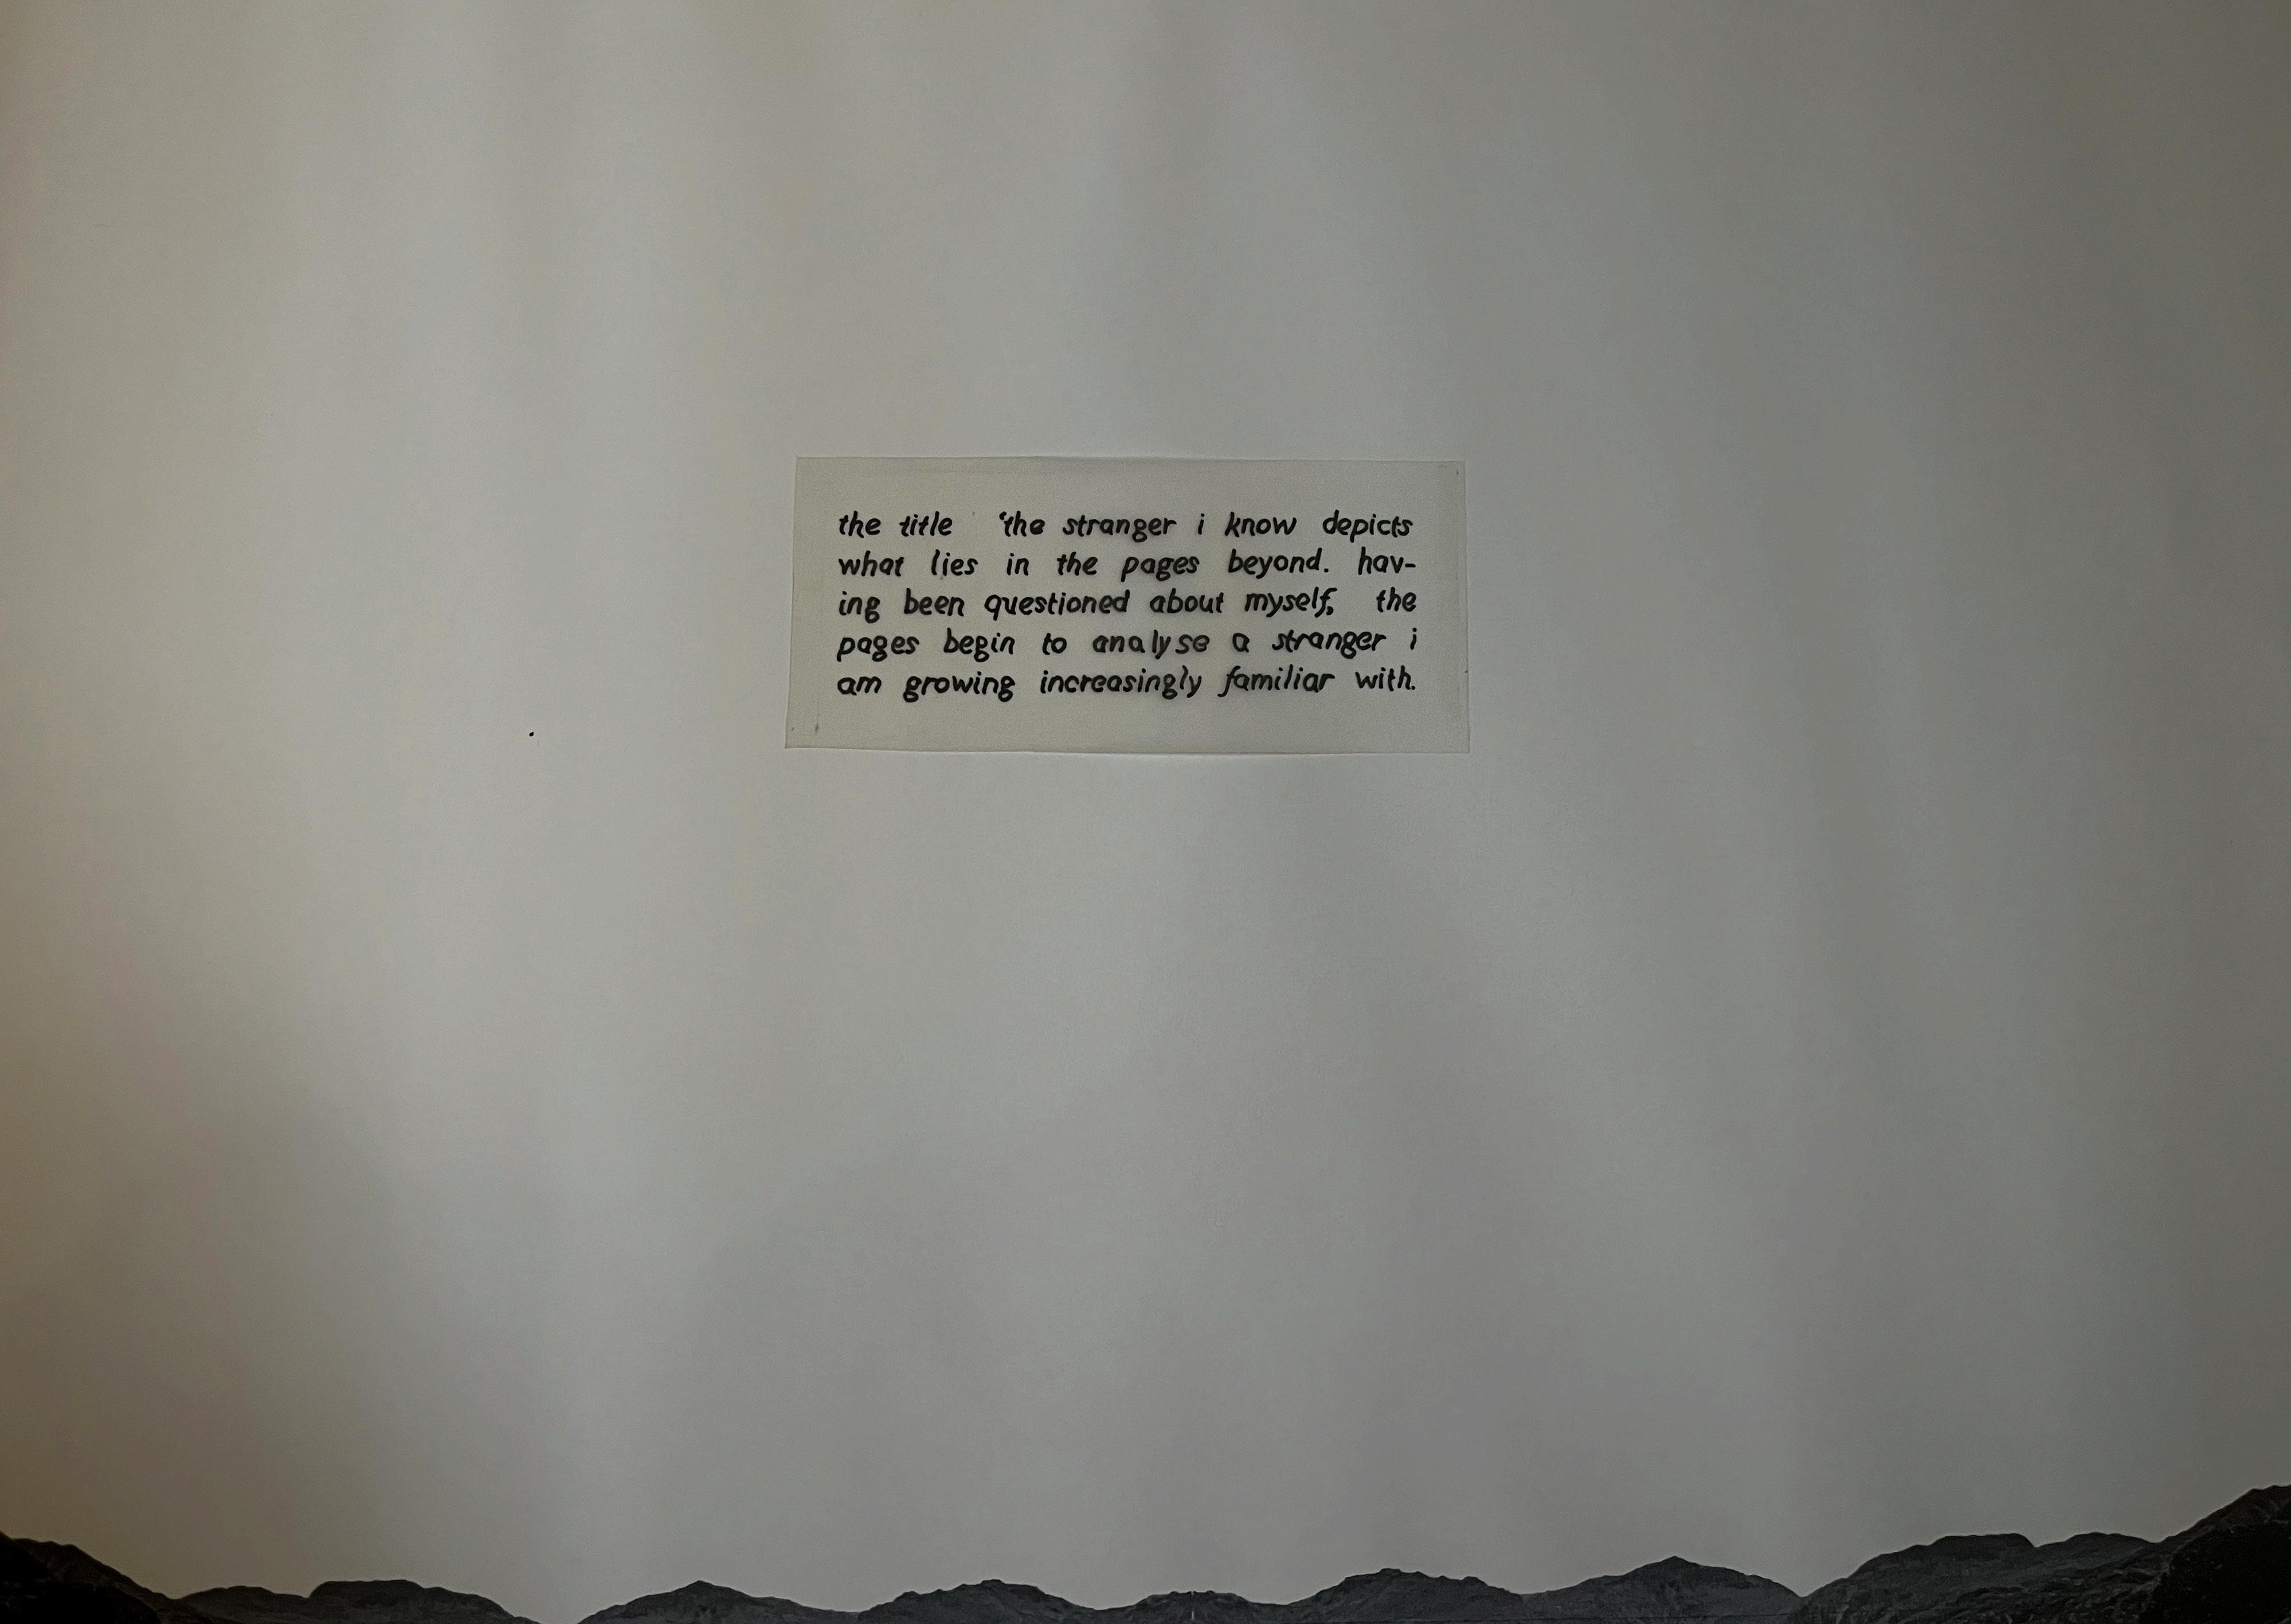 the title 'the stranger i know depicts
what lies in the pages beyond. hav-
ing been questioned about myself, the
pages begin to analyse a stranger i
am growing increasingly familiar with.